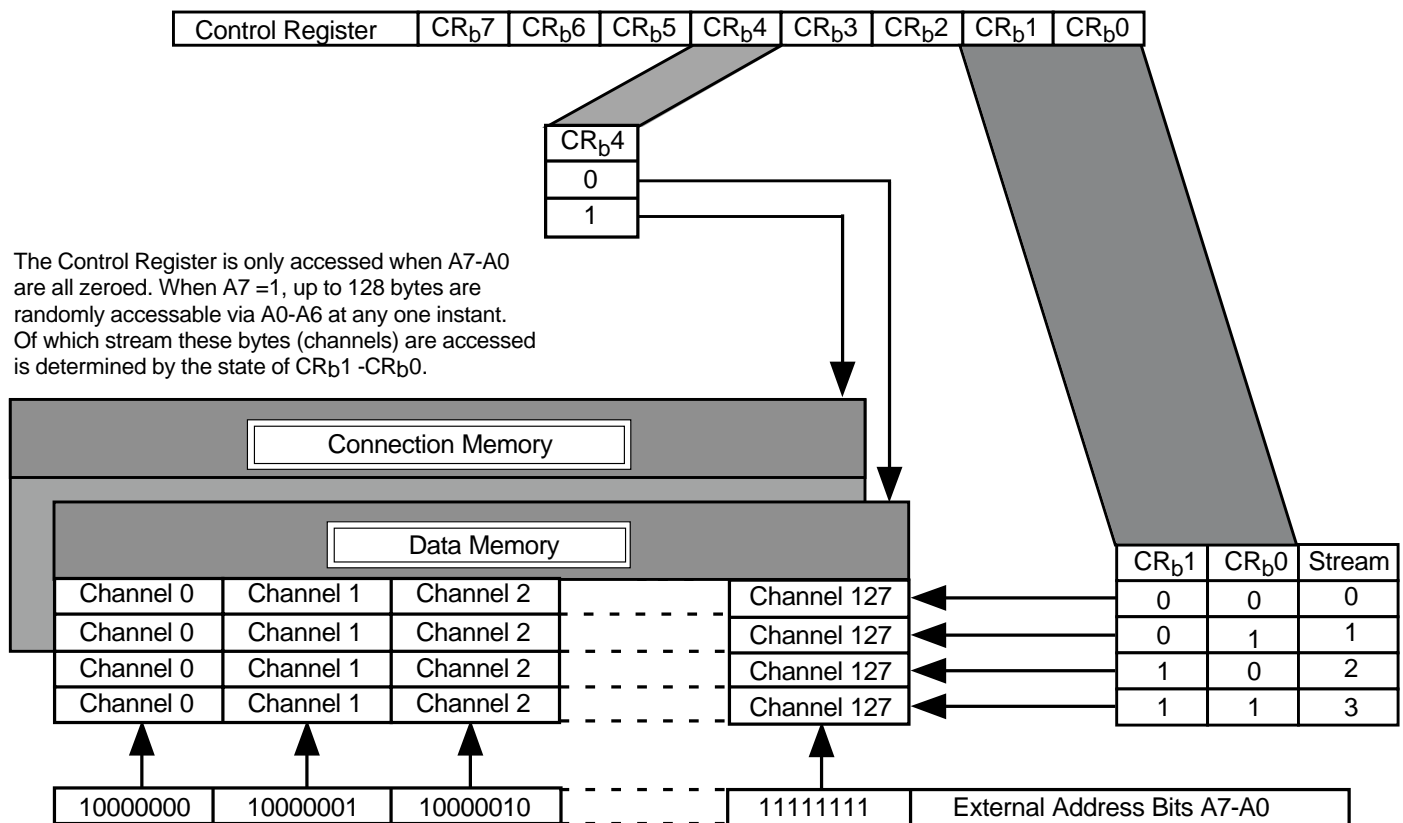 Control Register CRb7 CRb6 CRb5 CRb4 CRb3 CRb2 CRb1 CRb0
CRb4
0
1
The Control Register is only accessed when A7-A0
are all zeroed. When A7 =1, up to 128 bytes are
randomly accessable via A0-A6 at any one instant.
Of which stream these bytes (channels) are accessed
is determined by the state of CRb1 -CRb0.
Connection Memory
Data Memory
CRb1 CRb0 Stream
Channel 0 Channel 1 Channel 2 Channel 127 0 0 0
Channel 0 Channel 1 Channel 2 Channel 127 0 1 1
Channel 0 Channel 1 Channel 2 Channel 127 1 0 2
Channel 0 Channel 1 Channel 2 Channel 127 1 1 3
10000000 10000001 10000010 11111111 External Address Bits A7-A0